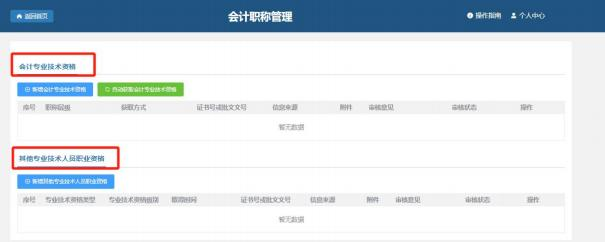 返回首页 会计职称管理 操作指南 个人中心
会计专业技术资格
新增会计专业技术资格 自动获取会计专业技术资格
序号 职称层级 获取方式 证书号或批文文号 信息来源 附件 审核意见 审核状态 操作
暂无数据
其他专业技术人员职业资格
新增其他专业技术人员职业资格
序号 专业技术资格类型 专业技术资格级别 取得时间 证书号或批文文号 信息来源 附件 审核意见 审核状态 操作
暂无数据